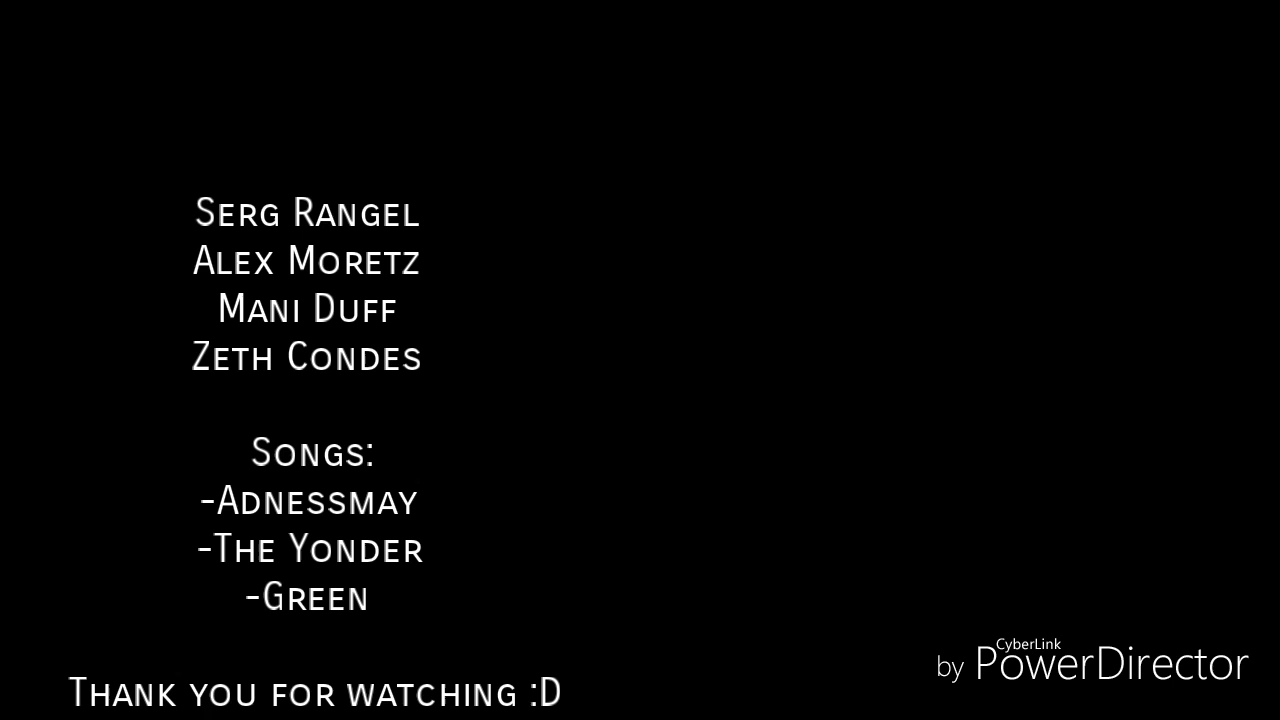 Serg Rangel
Alex Moretz
Mani Duff
Zeth Condes
Songs:
-Adnessmay
-The Yonder
-Green
Thank you for watching :D
by CyberLink PowerDirector